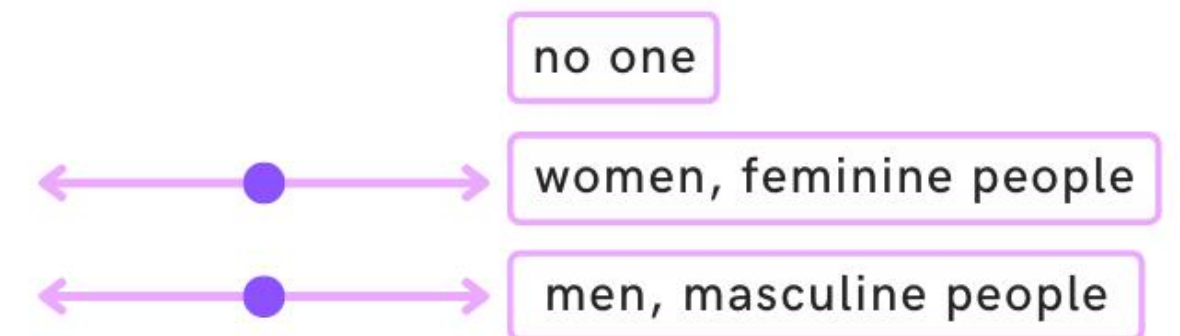 no one
women, feminine people
men, masculine people